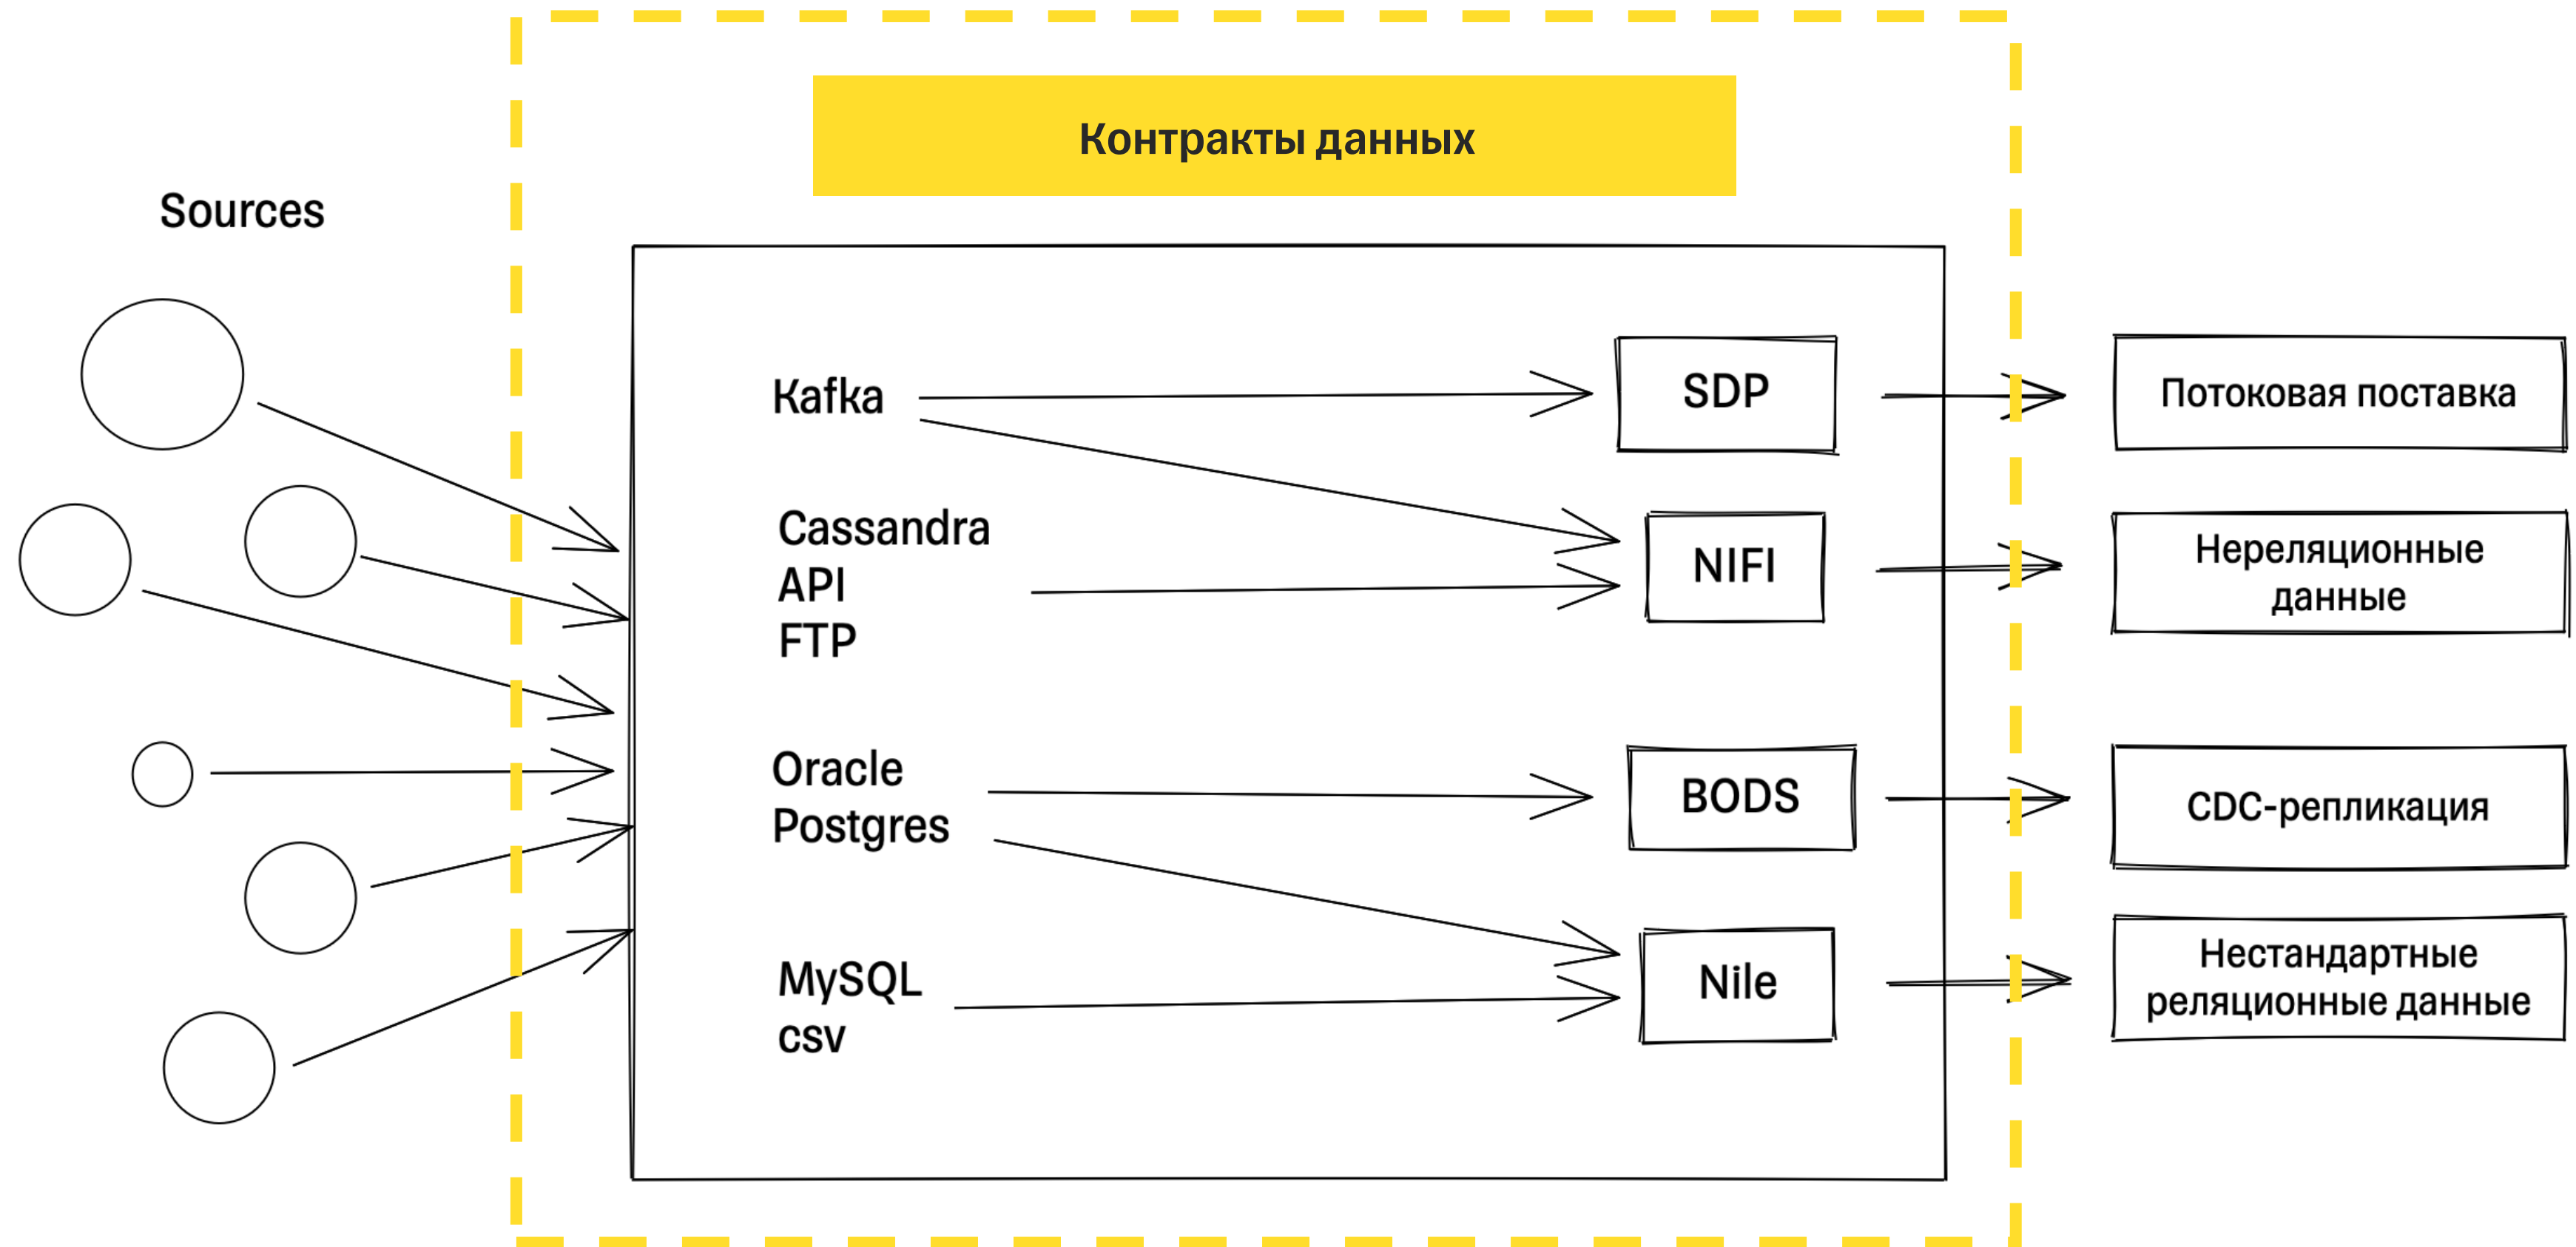 Контракты данных
Sources
Kafka
Cassandra
API
FTP
Oracle
Postgres
MySQL
csv
SDP
NIFI
BODS
Nile
Потоковая поставка
Нереляционные
данные
CDC-репликация
Нестандартные
реляционные данные